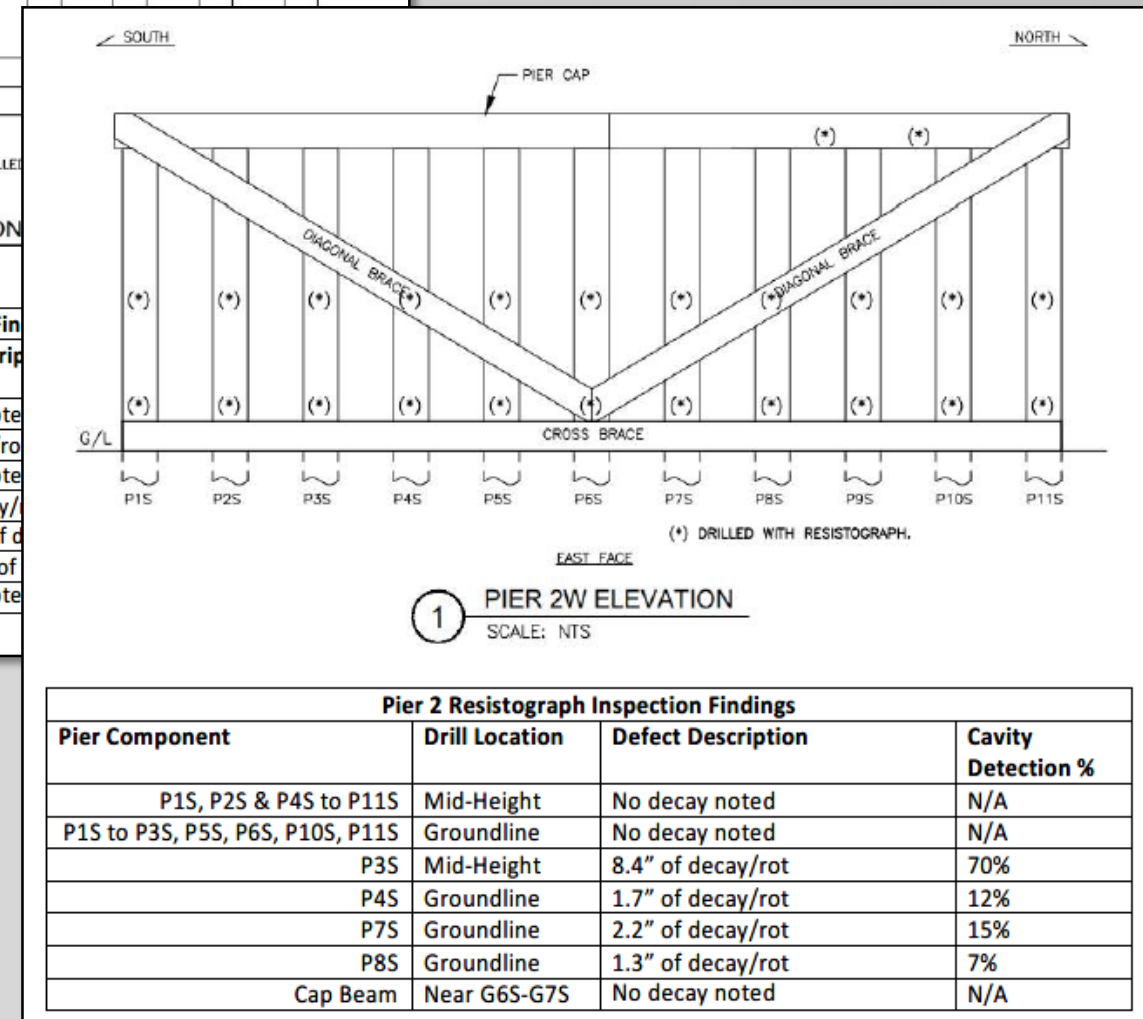 SOUTH
NORTH
PIER CAP
(*) (*)
DIAGONAL BRACE
DIAGONAL BRACE
(*) (*) (*) (*) (*) (*) (*) (*) (*) (*) (*)
(*) (*) (*) (*) (*) (*) (*) (*) (*) (*) (*)
G/L
CROSS BRACE
P1S P2S P3S P4S P5S P6S P7S P8S P9S P10S P11S
(*) DRILLED WITH RESISTOGRAPH.
EAST FACE
1 PIER 2W ELEVATION
SCALE: NTS
Pier 2 Resistograph Inspection Findings
Pier Component Drill Location Defect Description Cavity
Detection %
P1S, P2S & P4S to P11S Mid-Height No decay noted N/A
P1S to P3S, P5S, P6S, P10S, P11S Groundline No decay noted N/A
P3S Mid-Height 8.4” of decay/rot 70%
P4S Groundline 1.7” of decay/rot 12%
P7S Groundline 2.2” of decay/rot 15%
P8S Groundline 1.3” of decay/rot 7%
Cap Beam Near G6S-G7S No decay noted N/A